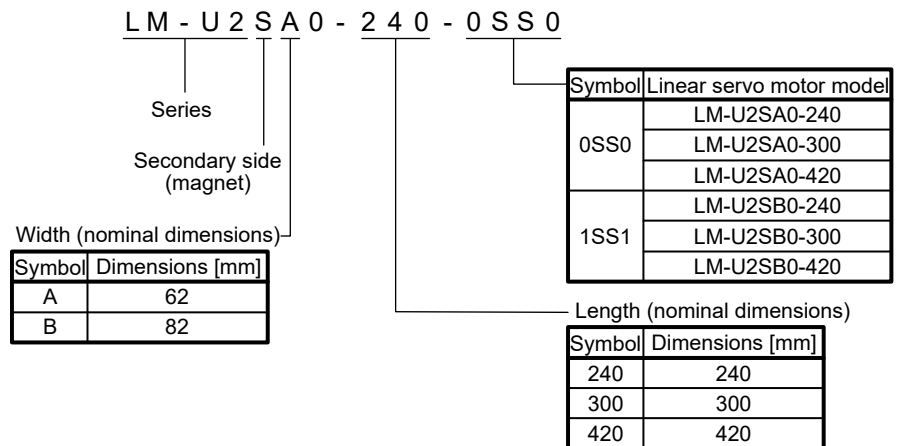 LM-U2SA0-240-0SS0
Series
Secondary side
(magnet)
Width (nominal dimensions)
Symbol Dimensions [mm]
A 62
B 82
Symbol Linear servo motor model
0SS0 LM-U2SA0-240
LM-U2SA0-300
LM-U2SA0-420
1SS1 LM-U2SB0-240
LM-U2SB0-300
LM-U2SB0-420
Length (nominal dimensions)
Symbol Dimensions [mm]
240 240
300 300
420 420